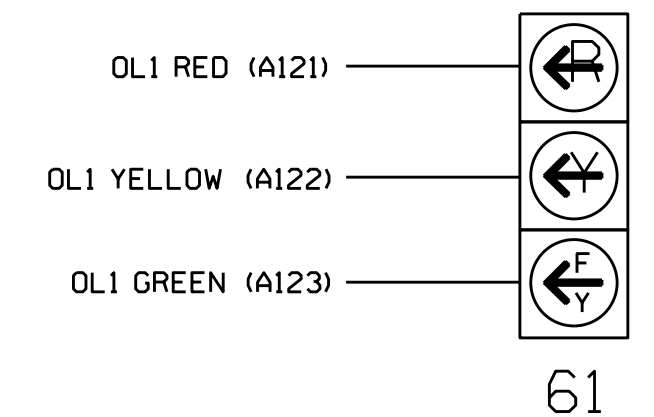 OL1 RED (A121)
R
OL1 YELLOW (A122)
Y
OL1 GREEN (A123)
F
Y
61